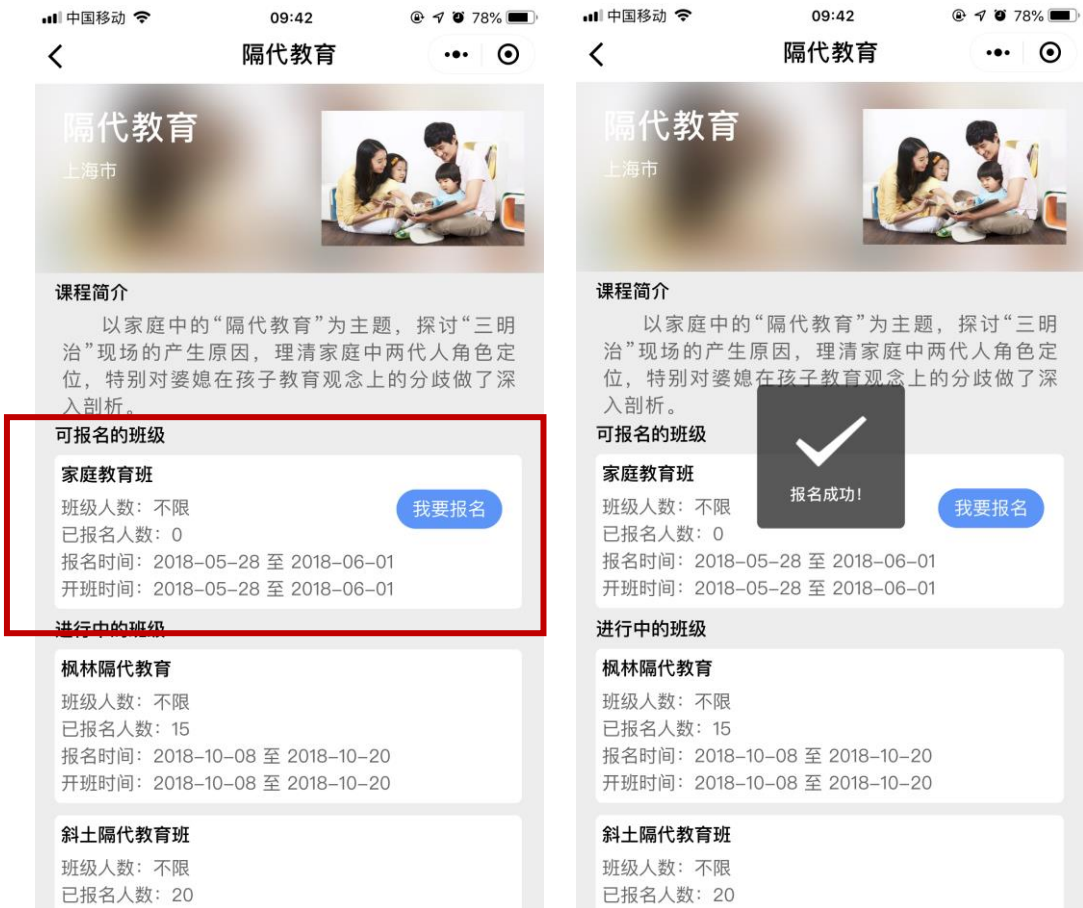 中国移动 09:42 78%
隔代教育
隔代教育
上海市
课程简介
以家庭中的“隔代教育”为主题，探讨“三明
治”现场的产生原因，理清家庭中两代人角色定
位，特别对婆媳在孩子教育观念上的分歧做了深
入剖析。
可报名的班级
家庭教育班
班级人数：不限
我要报名
已报名人数：0
报名时间：2018-05-28 至 2018-06-01
开班时间：2018-05-28 至 2018-06-01
进行中的班级
枫林隔代教育
班级人数：不限
已报名人数：15
报名时间：2018-10-08 至 2018-10-20
开班时间：2018-10-08 至 2018-10-20
斜土隔代教育班
班级人数：不限
已报名人数：20
中国移动 09:42 78%
隔代教育
隔代教育
上海市
课程简介
以家庭中的“隔代教育”为主题，探讨“三明
治”现场的产生原因，理清家庭中两代人角色定
位，特别对婆媳在孩子教育观念上的分歧做了深
入剖析。
可报名的班级
家庭教育班
报名成功！
班级人数：不限
我要报名
已报名人数：0
报名时间：2018-05-28 至 2018-06-01
开班时间：2018-05-28 至 2018-06-01
进行中的班级
枫林隔代教育
班级人数：不限
已报名人数：15
报名时间：2018-10-08 至 2018-10-20
开班时间：2018-10-08 至 2018-10-20
斜土隔代教育班
班级人数：不限
已报名人数：20